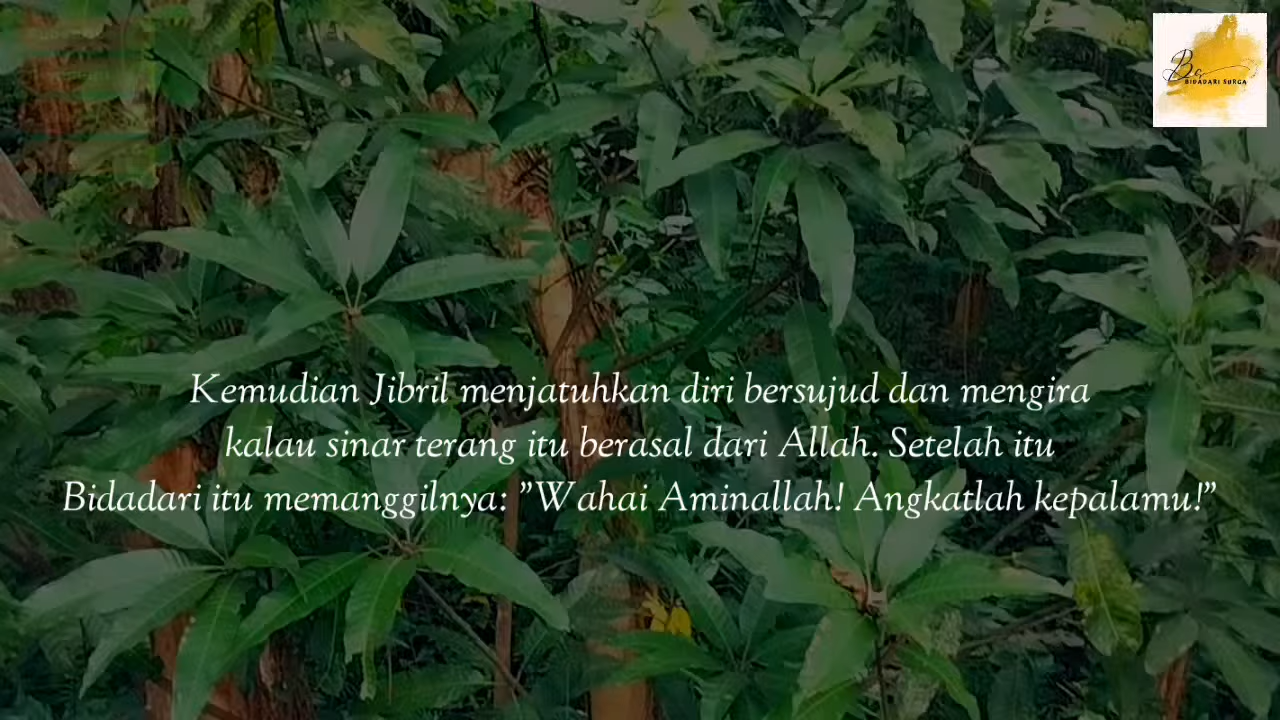 Bs
BIDADARI SURGA
Kemudian Jibril menjatuhkan diri bersujud dan mengira
kalau sinar terang itu berasal dari Allah. Setelah itu
Bidadari itu memanggilnya: ”Wahai Aminallah! Angkatlah kepalamu!”